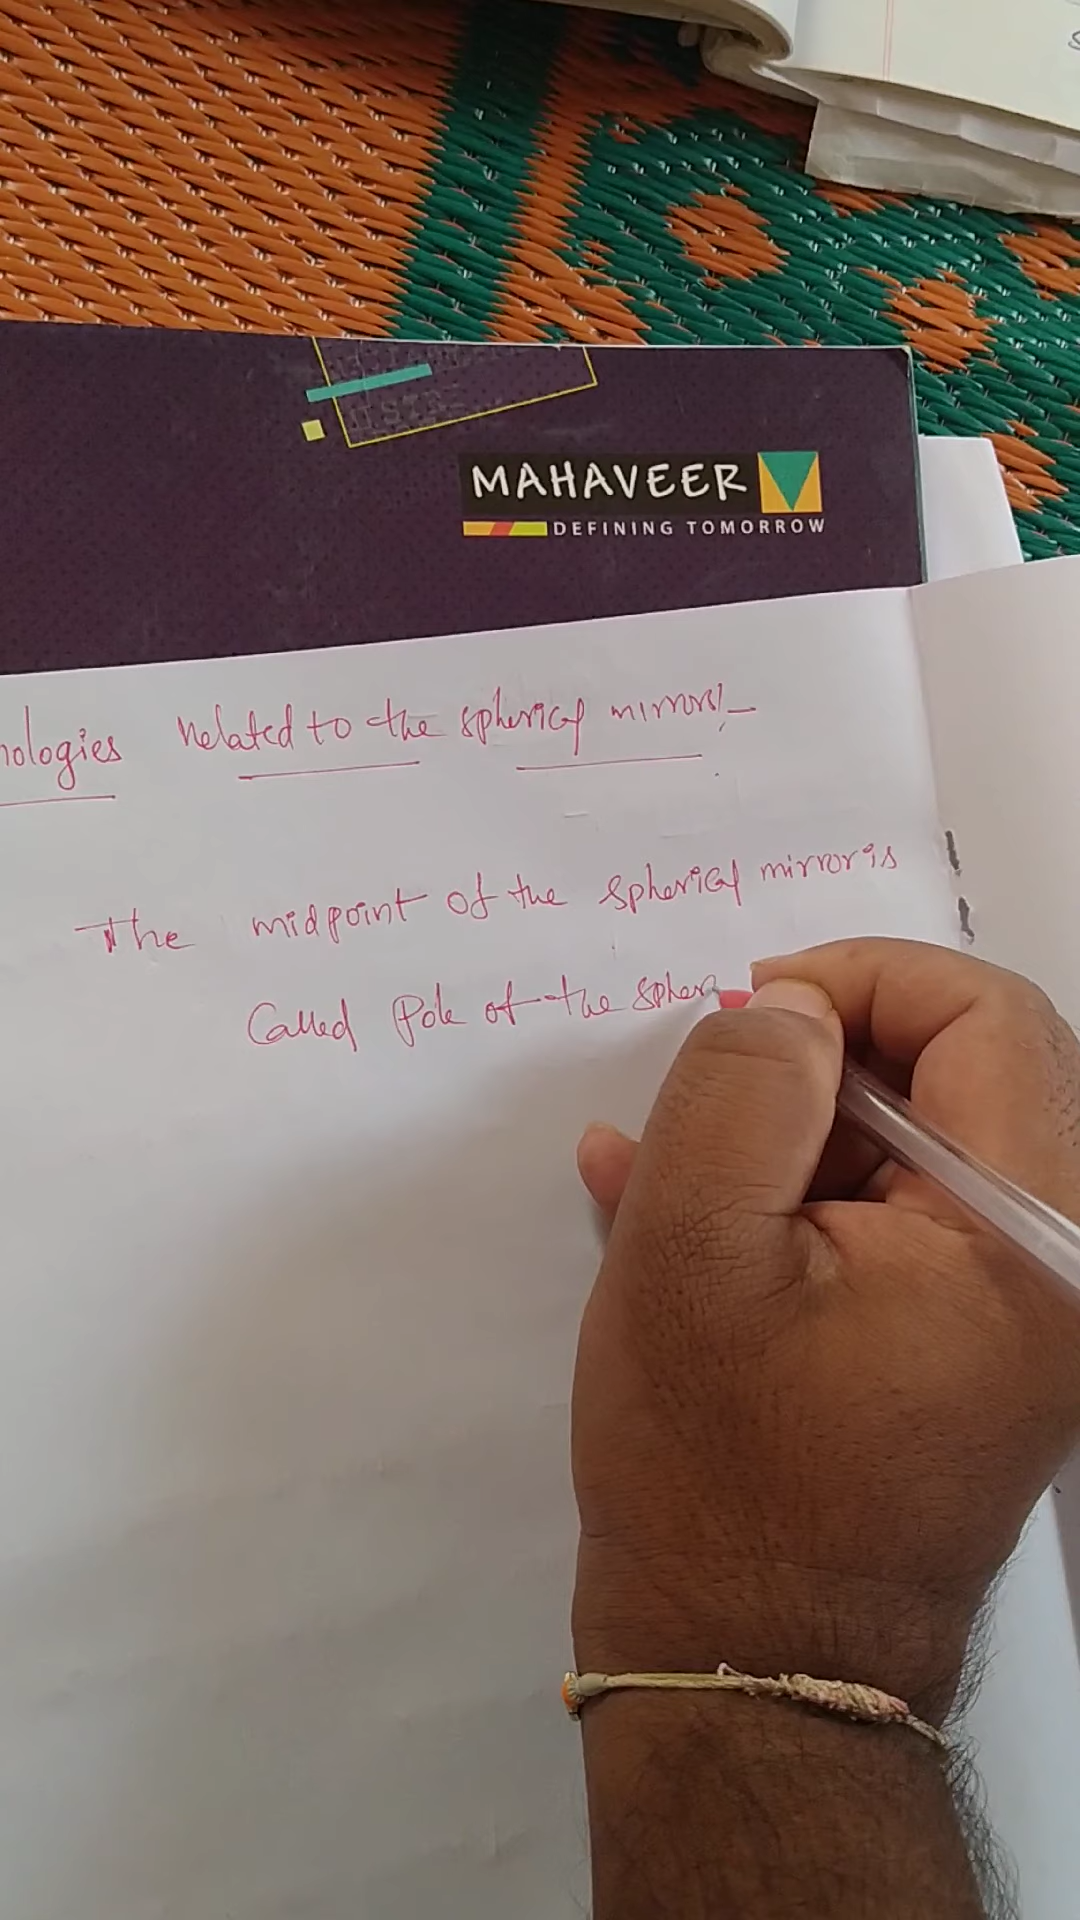 MAHAVEER
DEFINING TOMORROW
nologies related to the spherical mirrors!-
The midpoint of the spherical mirror is
Called Pole of the spher